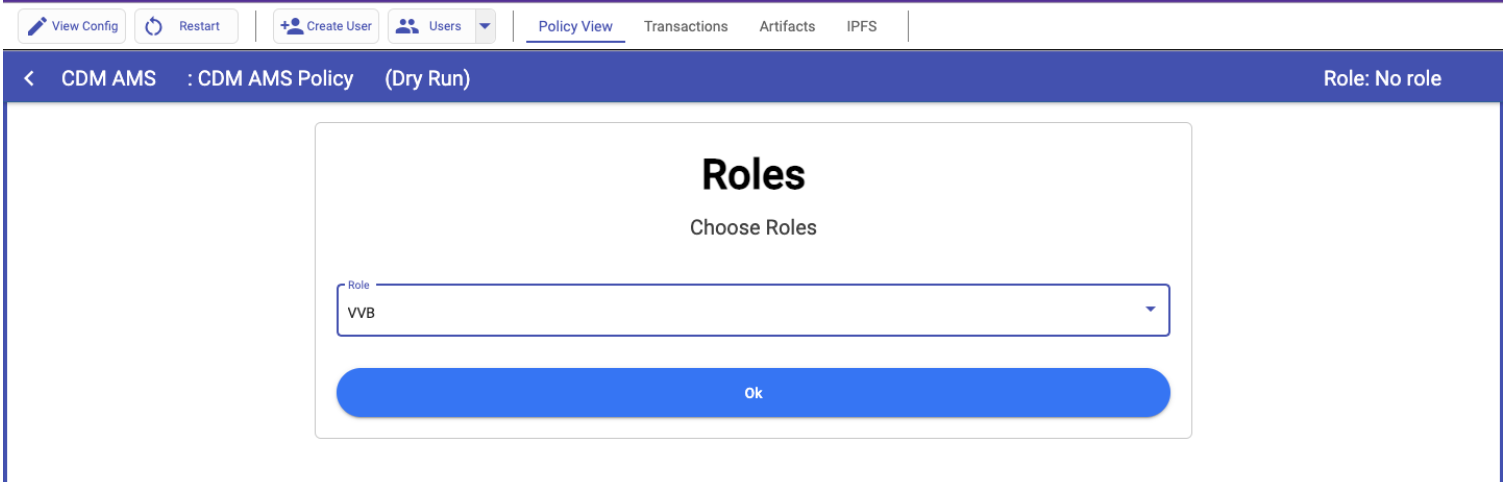 View Config Restart Create User Users Policy View Transactions Artifacts IPFS
CDM AMS : CDM AMS Policy (Dry Run) Role: No role
Roles
Choose Roles
Role
VVB
Ok